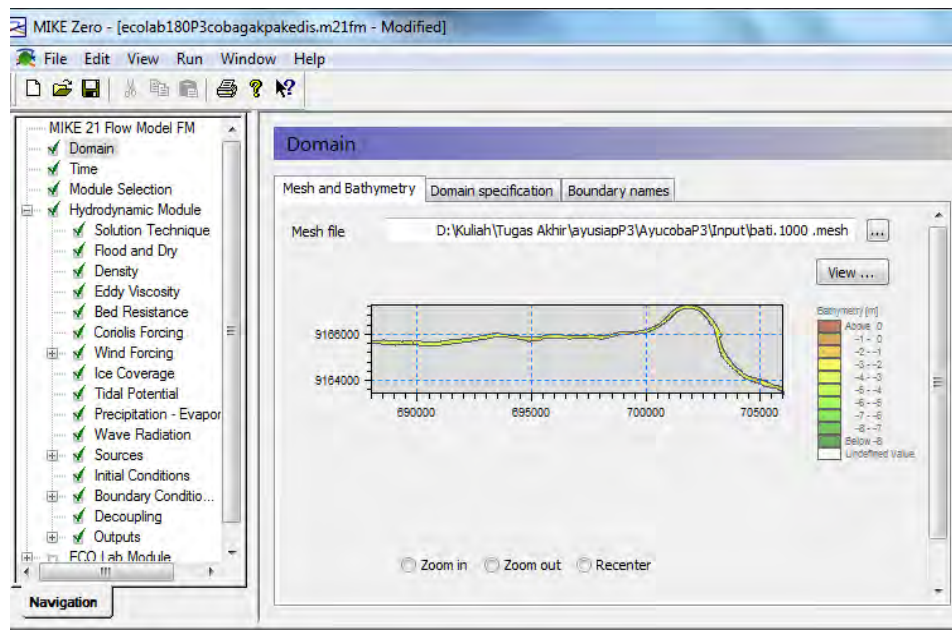 MIKE Zero - [ecolab180P3cobagakpakedis.m21fm - Modified]
File Edit View Run Window Help
MIKE 21 Flow Model FM
Domain
Time
Module Selection
Hydrodynamic Module
Solution Technique
Flood and Dry
Density
Eddy Viscosity
Bed Resistance
Coriolis Forcing
Wind Forcing
Ice Coverage
Tidal Potential
Precipitation - Evapor
Wave Radiation
Sources
Initial Conditions
Boundary Conditio...
Decoupling
Outputs
ECO Lab Module
Navigation
Domain
Mesh and Bathymetry Domain specification Boundary names
Mesh file D:\Kuliah\Tugas Akhir\ayusiapP3\AyucobaP3\Input\bati.1000 .mesh ...
View ...
9166000
9164000
690000 695000 700000 705000
Bathymetry [m]
Above 0
-1 - 0
-2 - -1
-3 - -2
-4 - -3
-5 - -4
-6 - -5
-7 - -6
-8 - -7
Below -8
Undefined Value
Zoom in Zoom out Recenter